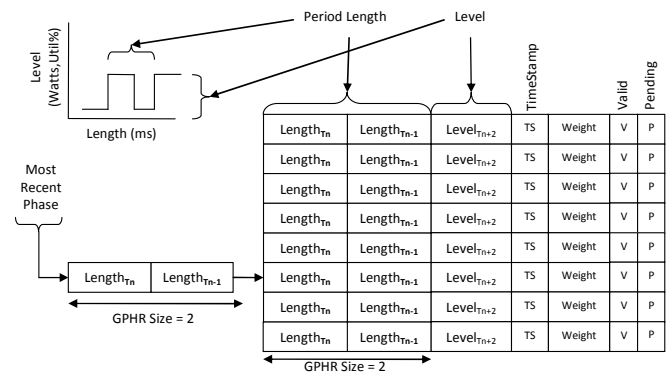 Period Length
Level
Level
(Watts,Util%)
Length (ms)
TimeStamp
Valid
Pending
Most
Recent
Phase
LengthTn LengthTn-1 LevelTn+2 TS Weight V P
LengthTn LengthTn-1 LevelTn+2 TS Weight V P
LengthTn LengthTn-1 LevelTn+2 TS Weight V P
LengthTn LengthTn-1 LevelTn+2 TS Weight V P
LengthTn LengthTn-1 LevelTn+2 TS Weight V P
LengthTn LengthTn-1
LengthTn LengthTn-1 LevelTn+2 TS Weight V P
LengthTn LengthTn-1 LevelTn+2 TS Weight V P
LengthTn LengthTn-1 LevelTn+2 TS Weight V P
GPHR Size = 2
GPHR Size = 2